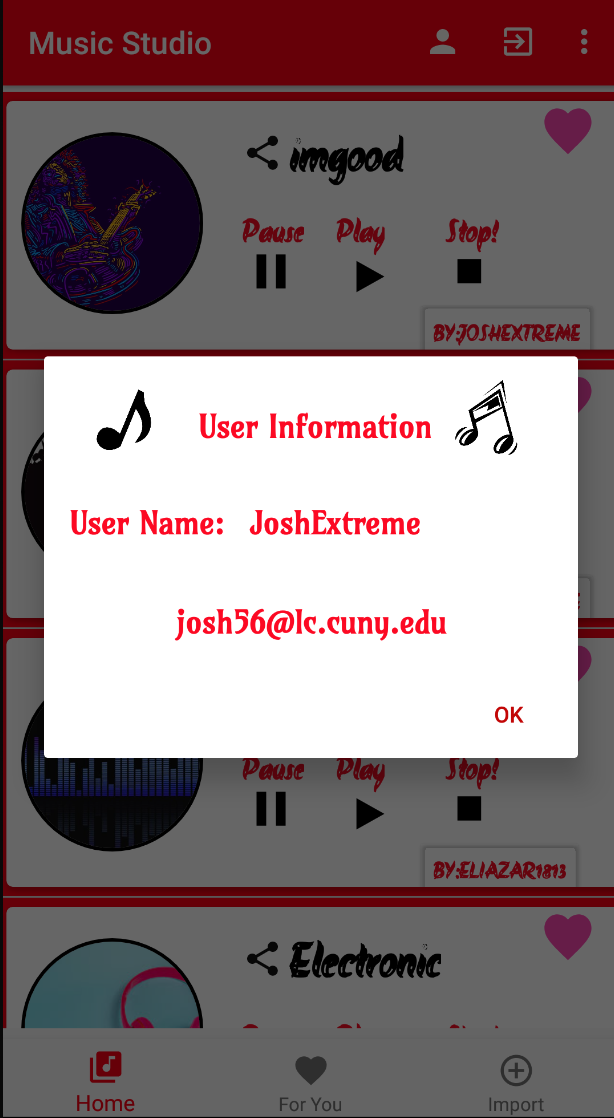 Music Studio
imgood
Pause Play Stop!
BY:JOSHEXTREME
User Information
User Name: JoshExtreme
josh56@lc.cuny.edu
OK
Pause Play Stop!
BY:ELIAZAR1813
Electronic
Home For You Import